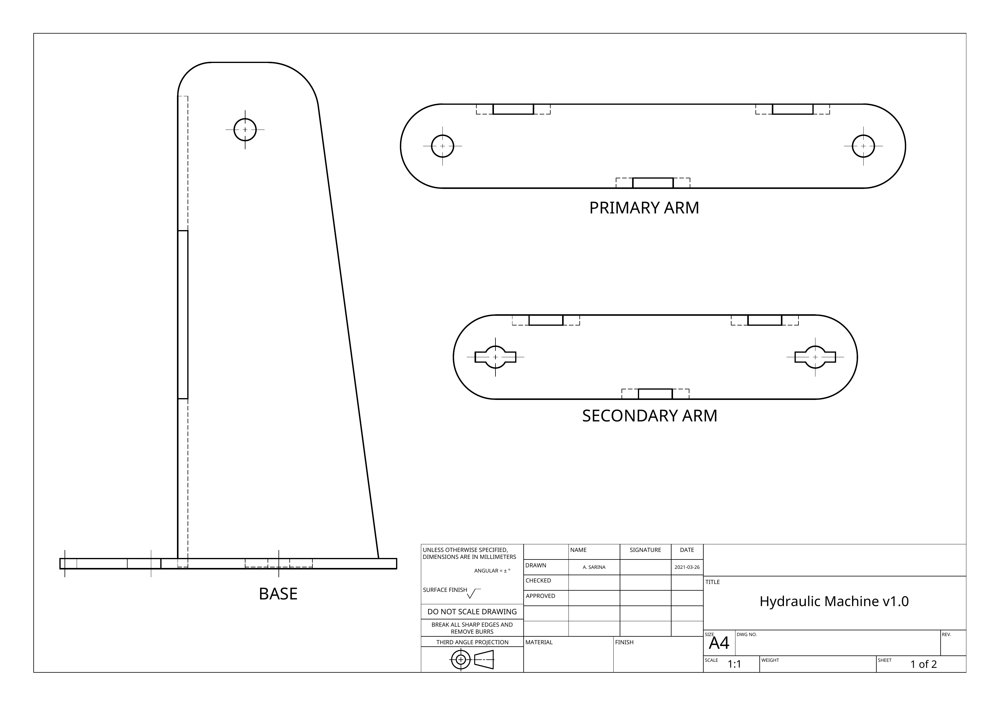 PRIMARY ARM
SECONDARY ARM
BASE
UNLESS OTHERWISE SPECIFIED,
DIMENSIONS ARE IN MILLIMETERS
ANGULAR = ± °
SURFACE FINISH
DO NOT SCALE DRAWING
BREAK ALL SHARP EDGES AND
REMOVE BURRS
THIRD ANGLE PROJECTION
NAME
SIGNATURE
DATE
DRAWN
A. SARINA
2021-03-26
CHECKED
APPROVED
MATERIAL
FINISH
TITLE
Hydraulic Machine v1.0
SIZE
A4
DWG NO.
REV.
SCALE
1:1
WEIGHT
SHEET
1 of 2